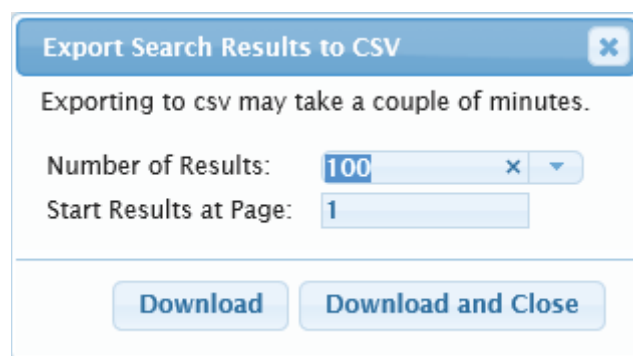 Export Search Results to CSV
Exporting to csv may take a couple of minutes.
Number of Results: 100
Start Results at Page: 1
Download Download and Close